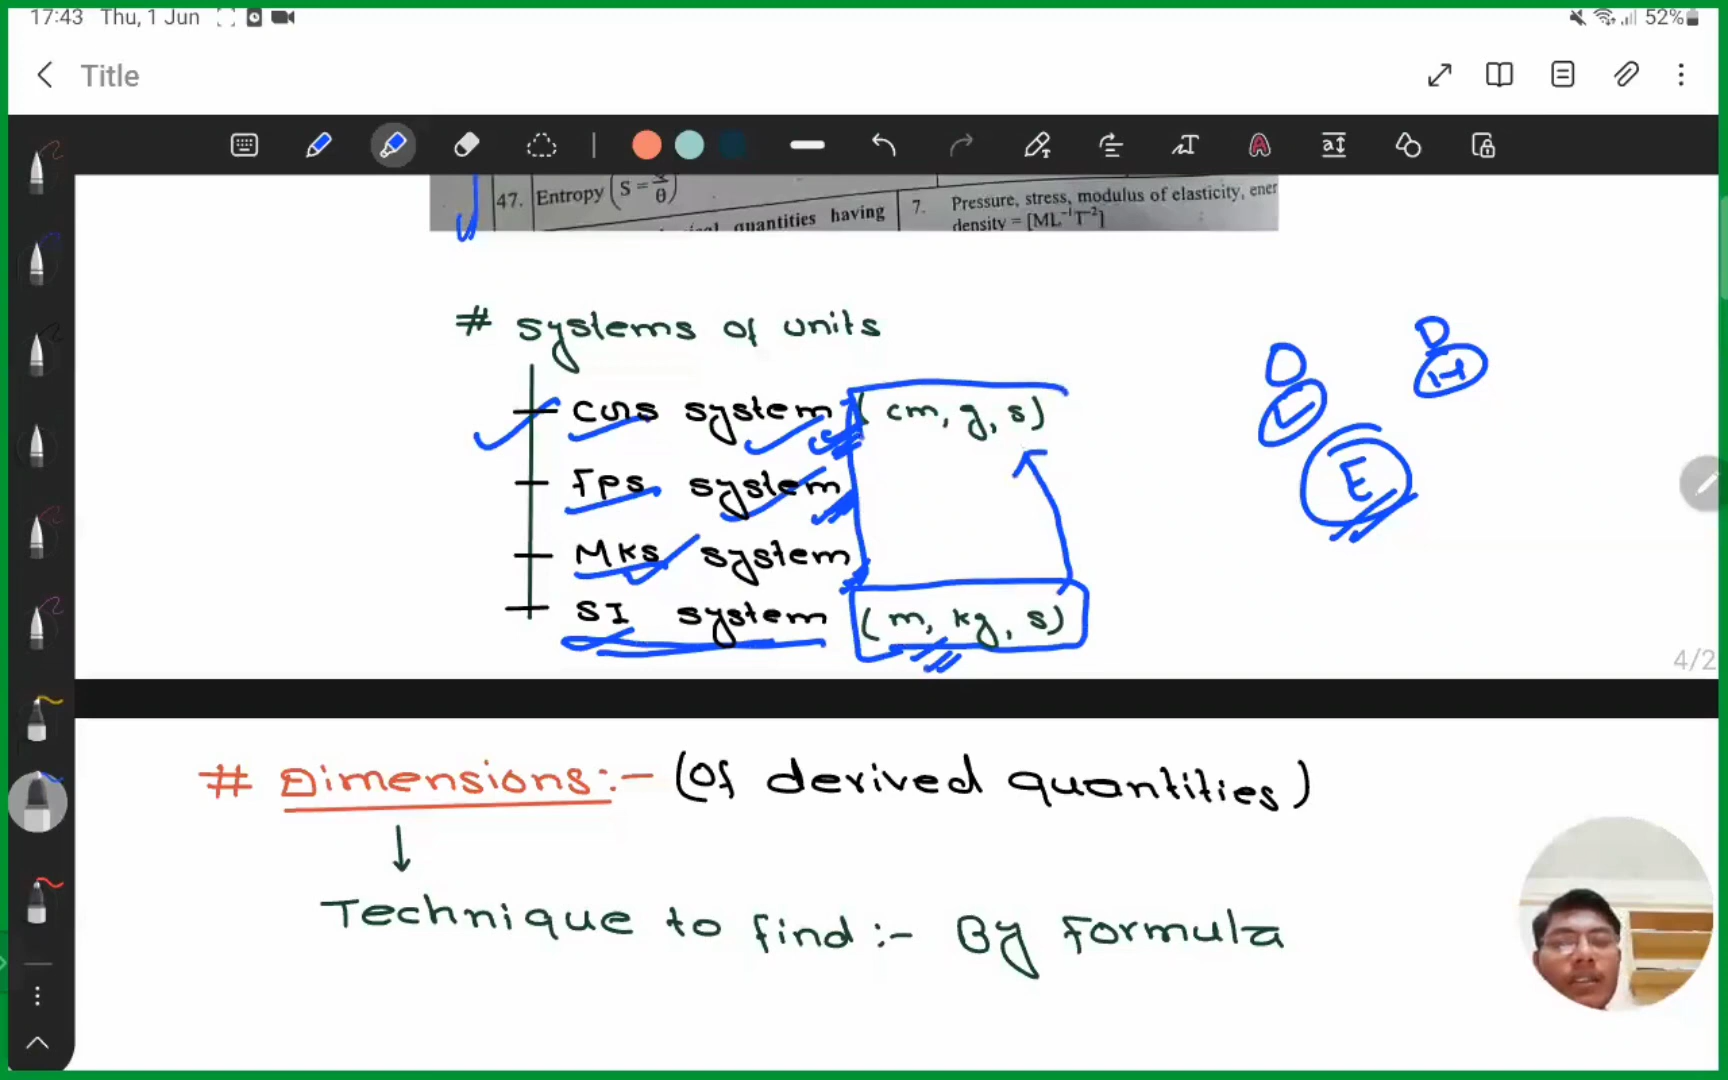 17:43 Thu, 1 Jun
52%
Title
47. Entropy (S = /θ)
quantities having
7. Pressure, stress, modulus of elasticity, ener
density = [ML⁻¹T⁻²]
# systems of units
CGS system (cm, g, s)
FPS system
MKS system
SI system (m, kg, s)
D
D
H
L
E
4/2
# Dimensions:- (Of derived quantities)
↓
Technique to find:- By Formula